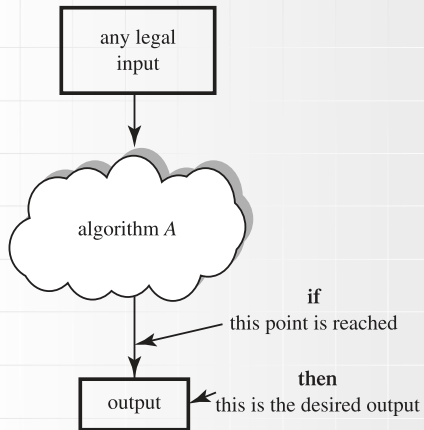 any legal
input
algorithm A
if
this point is reached
then
this is the desired output
output